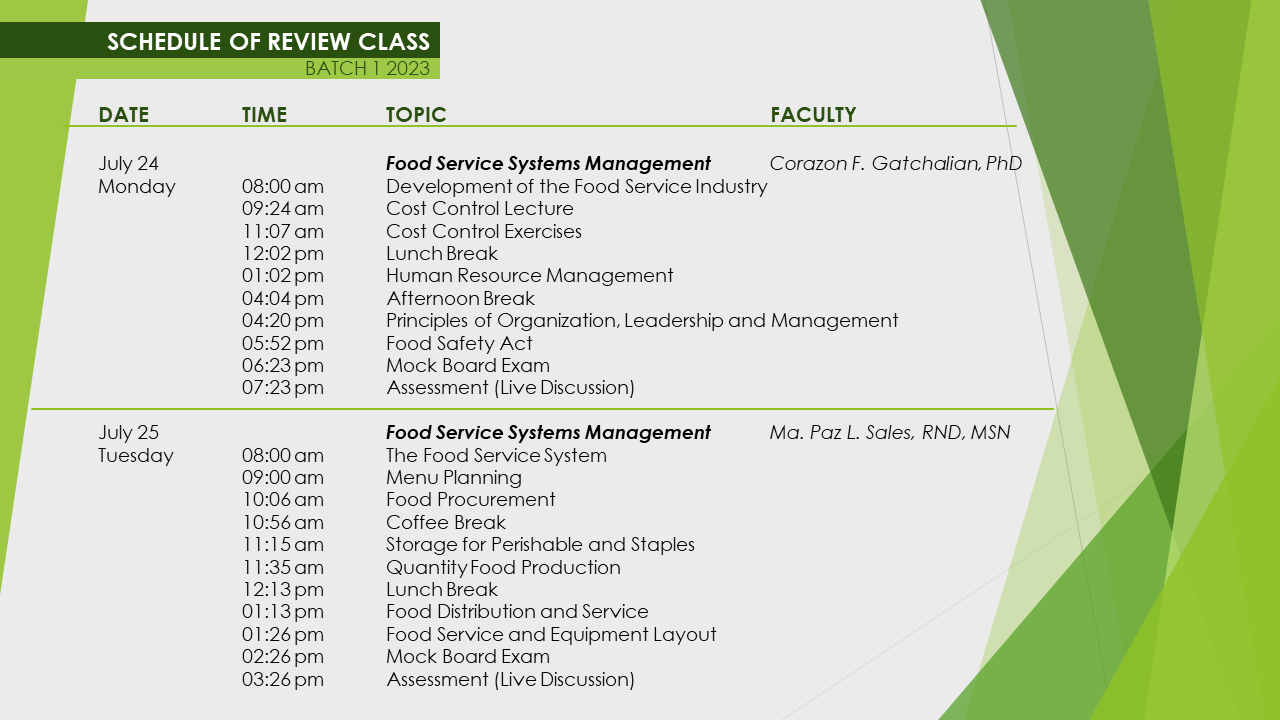 SCHEDULE OF REVIEW CLASS
BATCH 1 2023
DATE TIME TOPIC FACULTY
July 24 Food Service Systems Management Corazon F. Gatchalian, PhD
Monday 08:00 am Development of the Food Service Industry
09:24 am Cost Control Lecture
11:07 am Cost Control Exercises
12:02 pm Lunch Break
01:02 pm Human Resource Management
04:04 pm Afternoon Break
04:20 pm Principles of Organization, Leadership and Management
05:52 pm Food Safety Act
06:23 pm Mock Board Exam
07:23 pm Assessment (Live Discussion)
July 25 Food Service Systems Management Ma. Paz L. Sales, RND, MSN
Tuesday 08:00 am The Food Service System
09:00 am Menu Planning
10:06 am Food Procurement
10:56 am Coffee Break
11:15 am Storage for Perishable and Staples
11:35 am Quantity Food Production
12:13 pm Lunch Break
01:13 pm Food Distribution and Service
01:26 pm Food Service and Equipment Layout
02:26 pm Mock Board Exam
03:26 pm Assessment (Live Discussion)